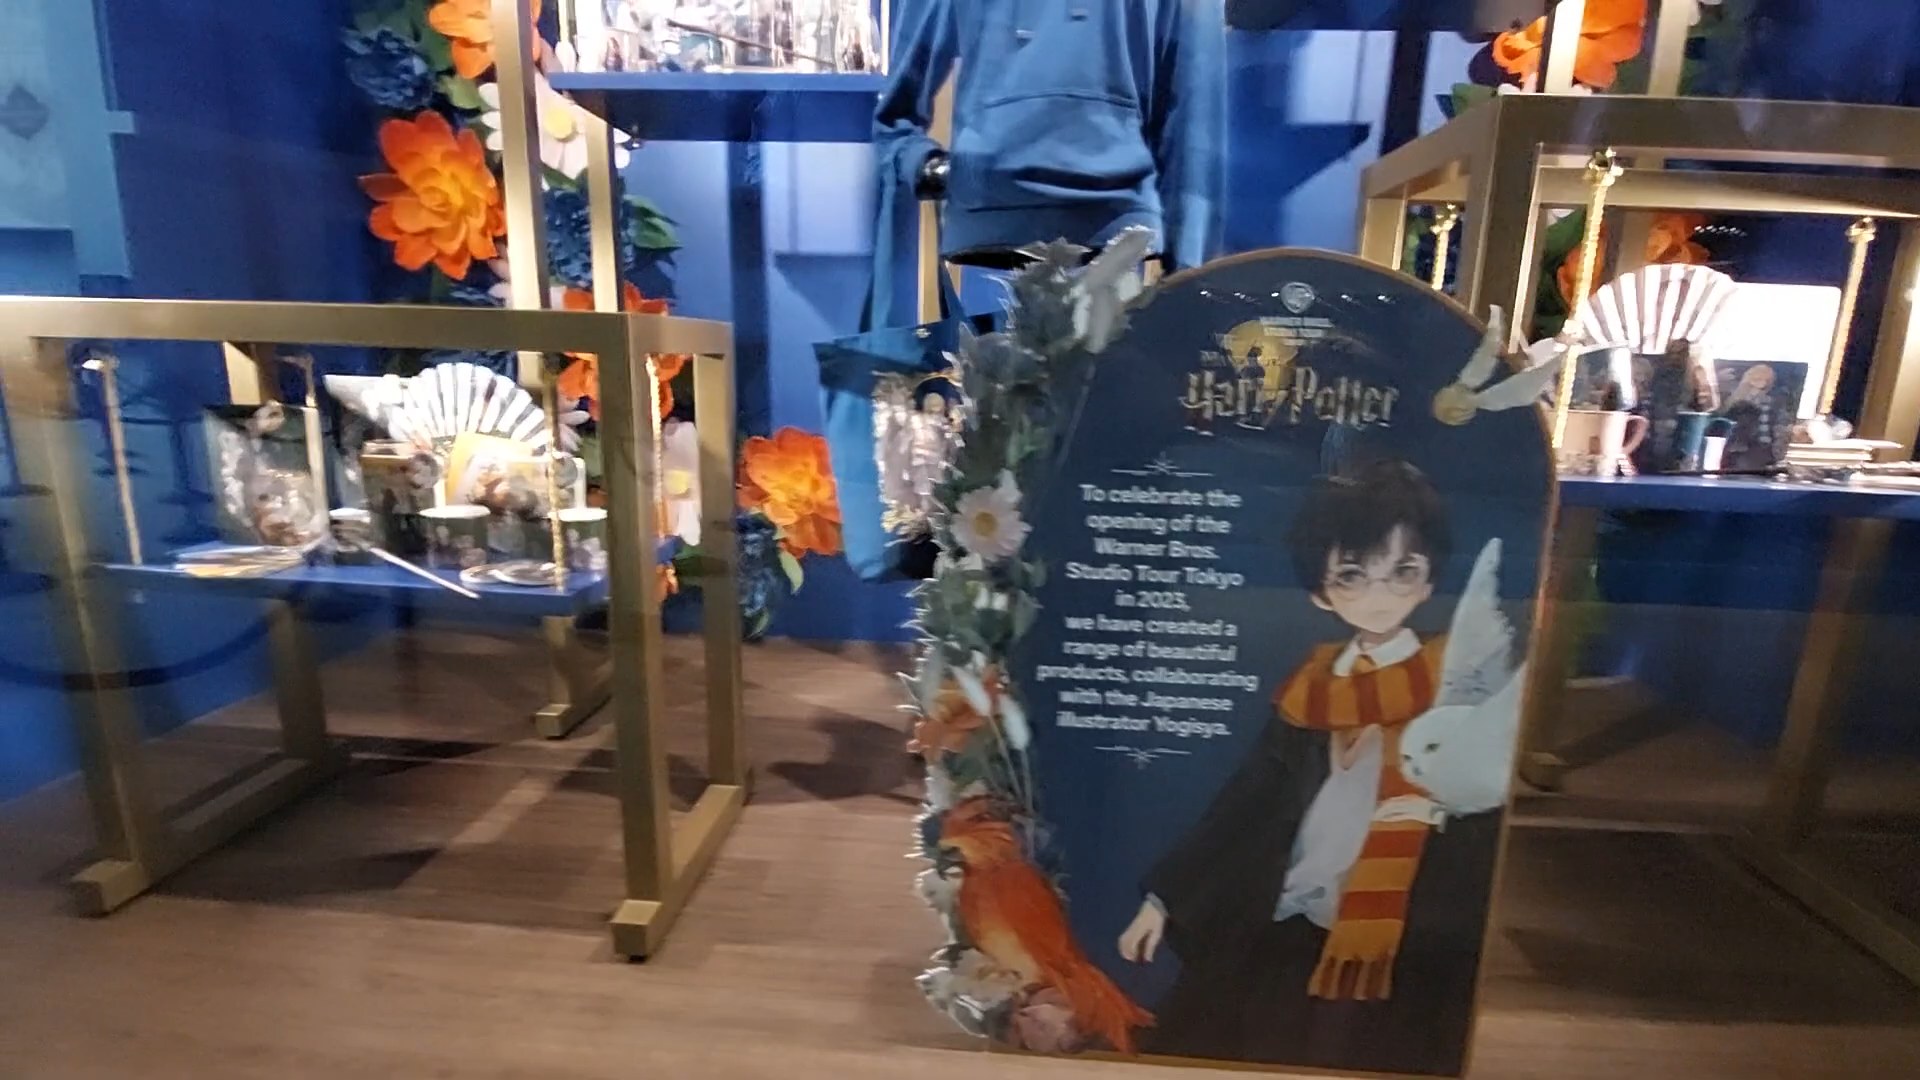 Harry Potter
To celebrate the
opening of the
Warner Bros.
Studio Tour Tokyo
in 2023,
we have created a
range of beautiful
products, collaborating
with the Japanese
illustrator Yogisya.